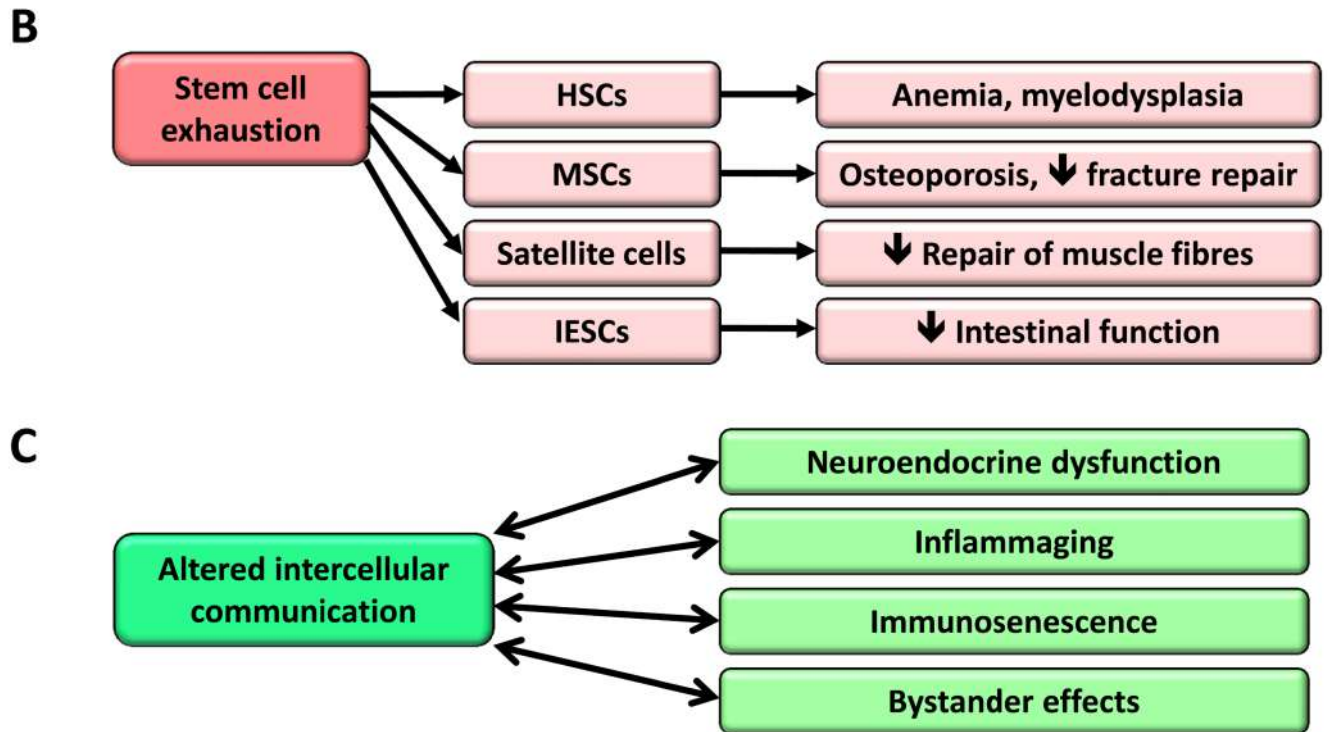 B
Stem cell
exhaustion
HSCs
Anemia, myelodysplasia
MSCs
Osteoporosis, 🡻 fracture repair
Satellite cells
🡻 Repair of muscle fibres
IESCs
🡻 Intestinal function
C
Altered intercellular
communication
Neuroendocrine dysfunction
Inflammaging
Immunosenescence
Bystander effects